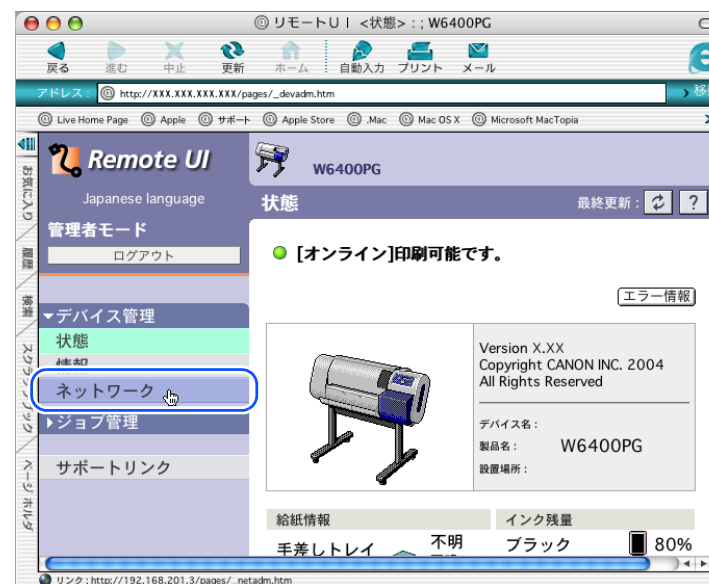 リモートUI <状態> : ; W6400PG
戻る 進む 中止 更新 ホーム 自動入力 プリント メール
アドレス: http://XXX.XXX.XXX.XXX/pages/_devadm.htm
Live Home Page Apple サポート Apple Store .Mac Mac OS X Microsoft MacTopia
お気に入り
履歴
検索
スクラップブック
ページ ホルダ
Remote UI
Japanese language
管理者モード
ログアウト
▼デバイス管理
状態
情報
ネットワーク
▶ジョブ管理
サポートリンク
W6400PG
状態 最終更新 : ?
[オンライン]印刷可能です。
エラー情報
Version X.XX
Copyright CANON INC. 2004
All Rights Reserved
デバイス名 :
製品名 : W6400PG
設置場所 :
給紙情報 インク残量
手差しトレイ 不明 ブラック 80%
リンク : http://192.168.201.3/pages/_netadm.htm